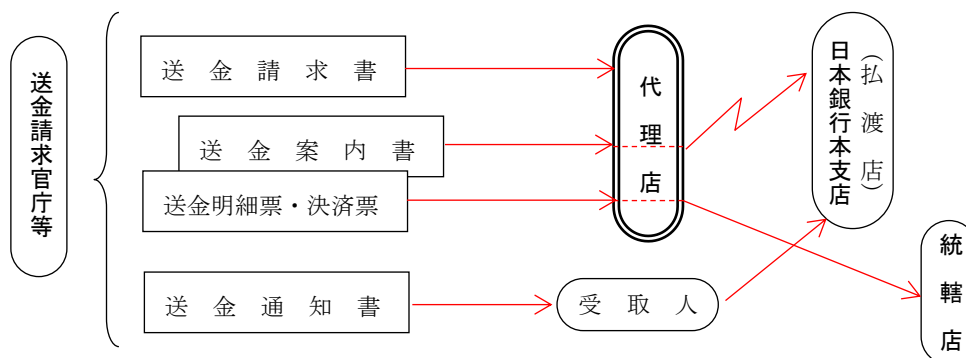 送金請求官庁等
送金請求書
送金案内書
送金明細票・決済票
送金通知書
代理店
受取人
日本銀行本支店
（払渡店）
統轄店